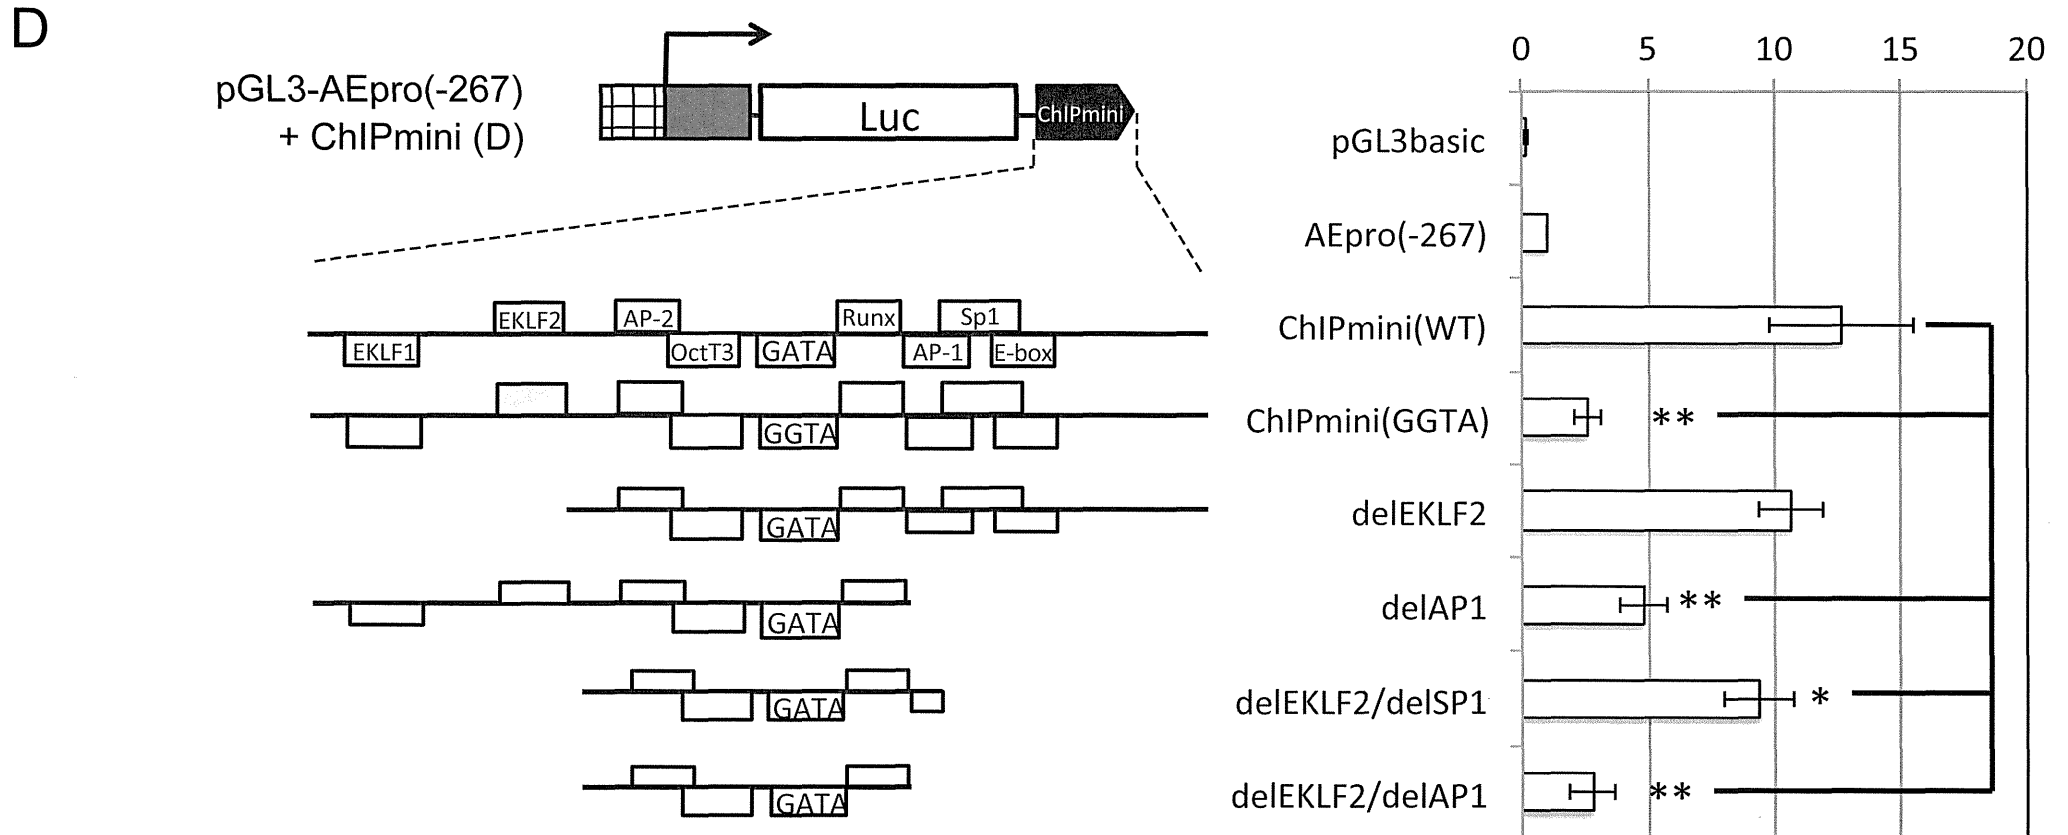 D
pGL3-AEpro(-267)
+ ChIPmini (D)
Luc
ChIPmini
EKLF2
AP-2
Runx
Sp1
EKLF1
OctT3
GATA
AP-1
E-box
GGTA
GATA
GATA
GATA
GATA
0 5 10 15 20
pGL3basic
AEpro(-267)
ChIPmini(WT)
ChIPmini(GGTA) **
delEKLF2
delAP1 **
delEKLF2/delSP1 *
delEKLF2/delAP1 **